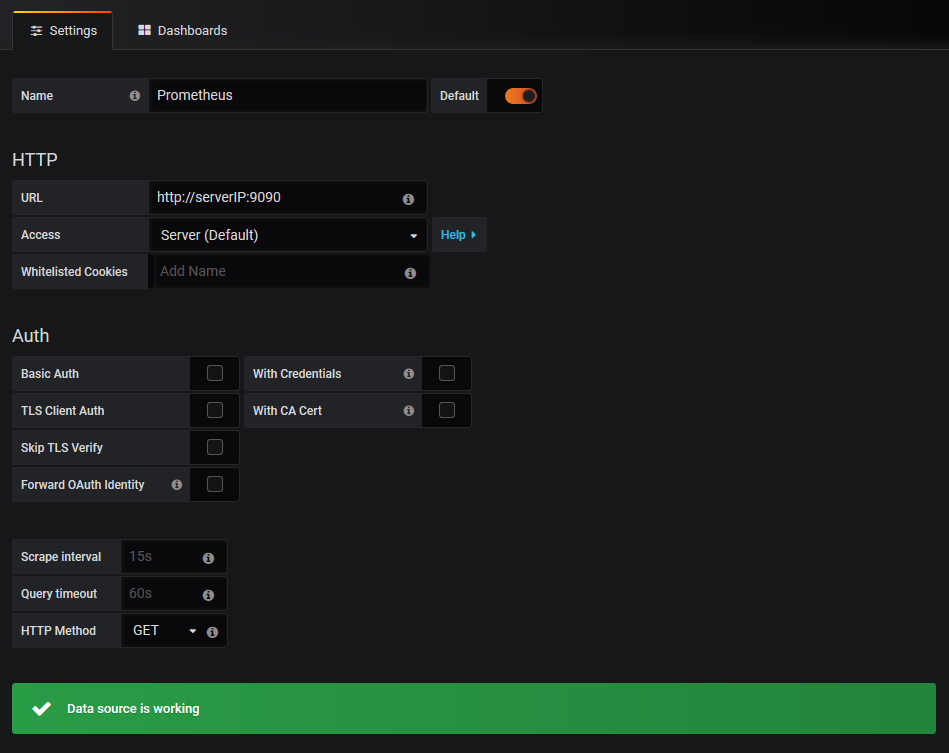 Settings Dashboards
Name Prometheus Default
HTTP
URL http://serverIP:9090
Access Server (Default) Help
Whitelisted Cookies Add Name
Auth
Basic Auth With Credentials
TLS Client Auth With CA Cert
Skip TLS Verify
Forward OAuth Identity
Scrape interval 15s
Query timeout 60s
HTTP Method GET
Data source is working